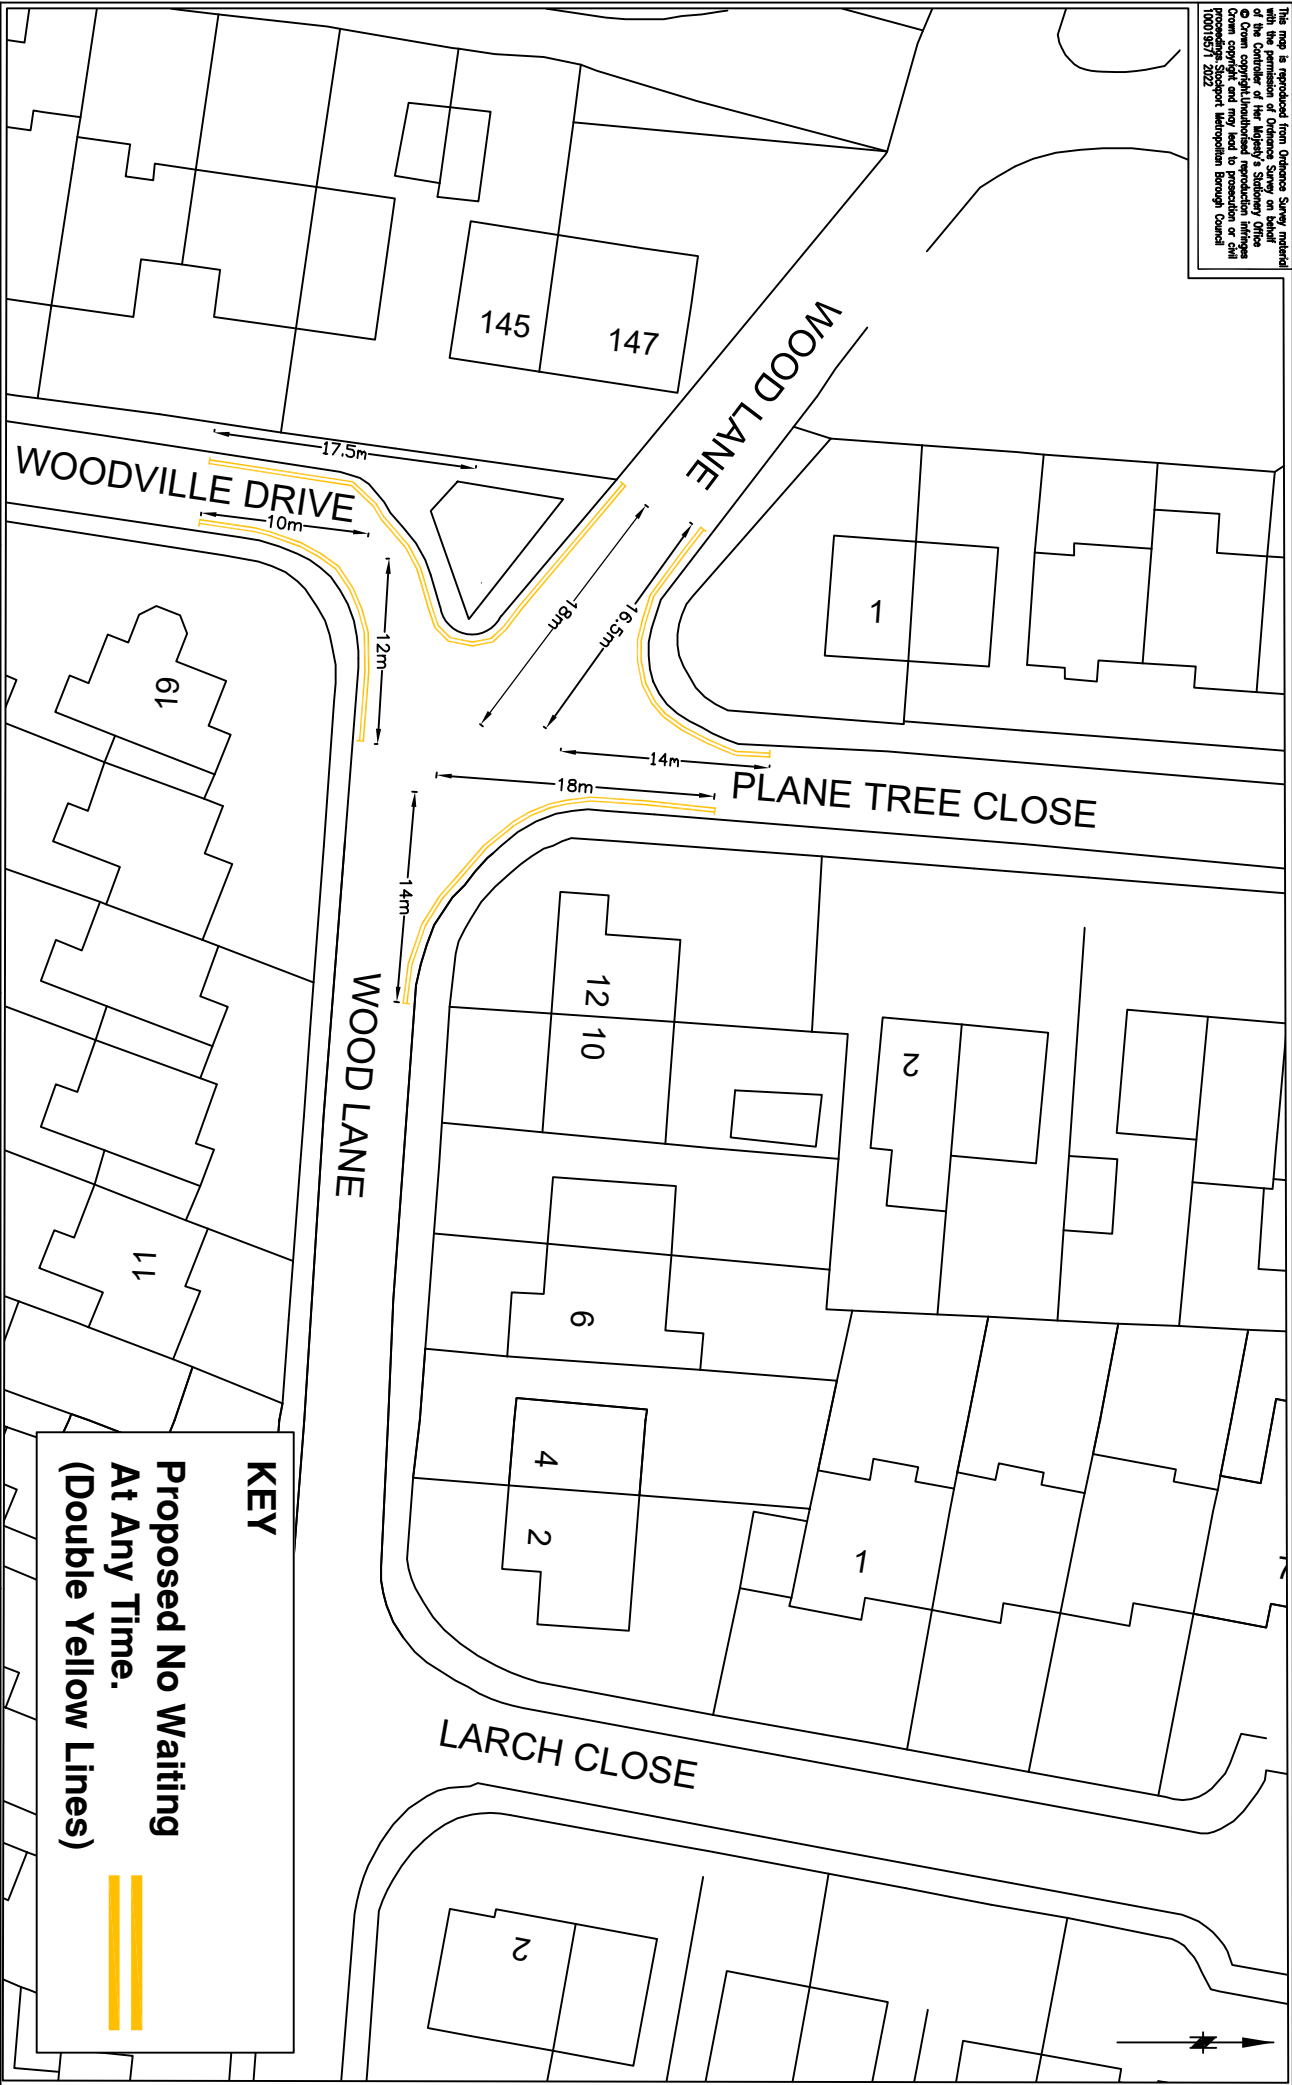 This map is reproduced from Ordnance Survey material
with the permission of Ordnance Survey on behalf
of the Controller of Her Majesty's Stationery Office
© Crown copyright.Unauthorised reproduction infringes
Crown copyright and may lead to prosecution or civil
proceedings. Stockport Metropolitan Borough Council
100019571 2022
145
147
WOOD LANE
WOODVILLE DRIVE
17.5m
10m
12m
18m
16.5m
14m
18m
14m
1
PLANE TREE CLOSE
19
WOOD LANE
12
10
2
11
6
4
2
1
7
LARCH CLOSE
2
KEY
Proposed No Waiting
At Any Time.
(Double Yellow Lines)